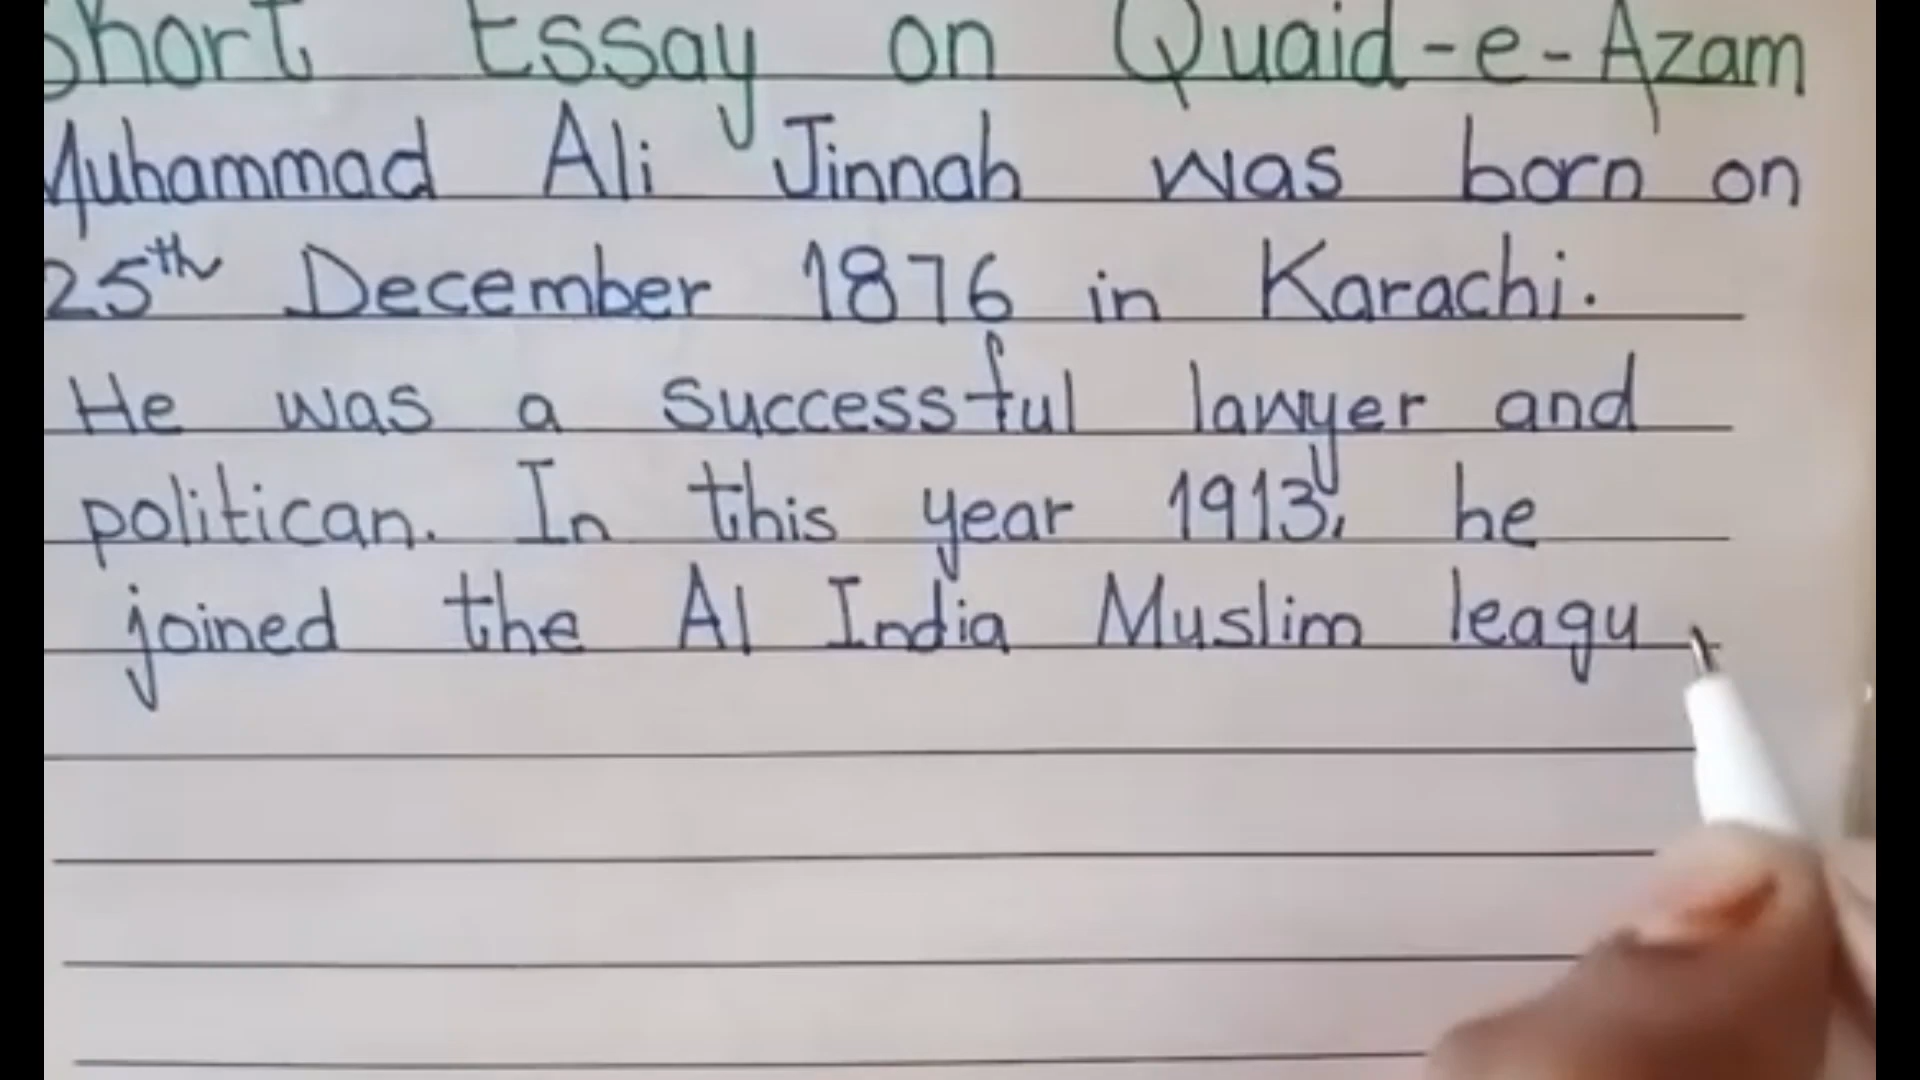 Short Essay on Quaid-e-Azam
Muhammad Ali Jinnah was born on
25th December 1876 in Karachi.
He was a successful lawyer and
politican. In this year 1913, he
joined the Al India Muslim leagu